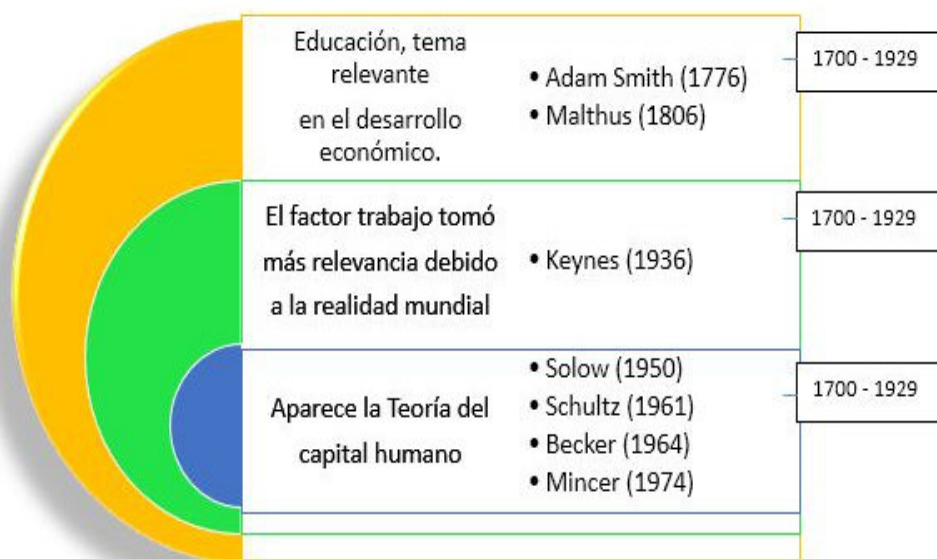 Educación, tema
relevante
en el desarrollo
económico.
• Adam Smith (1776)
• Malthus (1806)
1700 - 1929
El factor trabajo tomó
más relevancia debido
a la realidad mundial
• Keynes (1936)
1700 - 1929
Aparece la Teoría del
capital humano
• Solow (1950)
• Schultz (1961)
• Becker (1964)
• Mincer (1974)
1700 - 1929